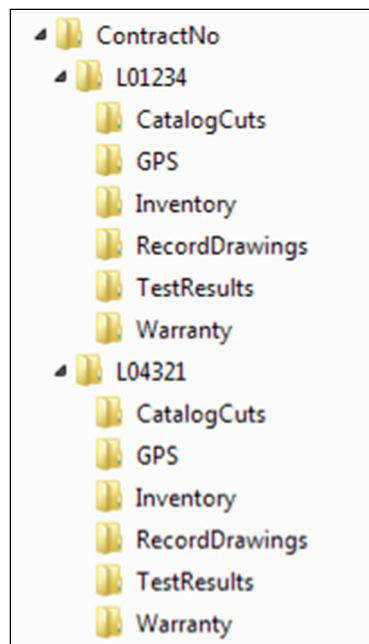 ContractNo
L01234
CatalogCuts
GPS
Inventory
RecordDrawings
TestResults
Warranty
L04321
CatalogCuts
GPS
Inventory
RecordDrawings
TestResults
Warranty